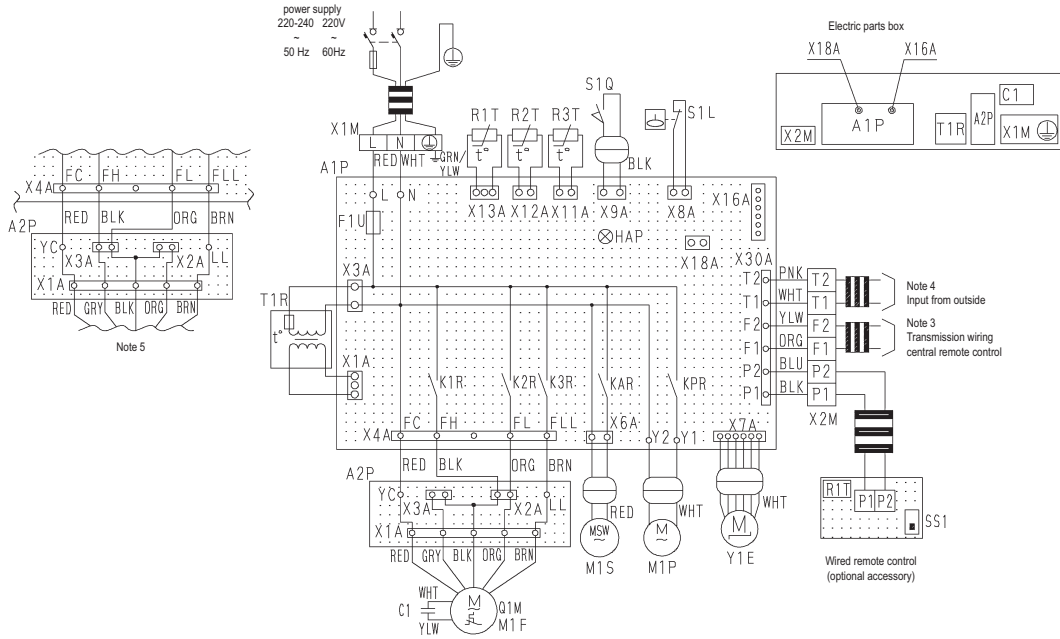 power supply
220-240 220V
~ ~
50 Hz 60Hz
Electric parts box
X18A X16A
X2M A1P T1R A2P C1 X1M
S1Q
R1T R2T R3T
S1L
t° t° t°
X1M L N
RED WHT GRN/
YLW
BLK
A1P
L N
X13A X12A X11A X9A X8A X16A
F1U
HAP
X18A
X30A
X3A
T1R
t°
X1A
T2 PNK T2
T1 WHT T1
F2 YLW F2
F1 ORG F1
P2 BLU P2
P1 BLK P1
X2M
Note 4
Input from outside
Note 3
Transmission wiring
central remote control
K1R K2R K3R KAR KPR
FC FH FL FLL
X4A
X6A
Y2 Y1
X7A
A2P
RED BLK ORG BRN
YC X3A X2A LL
X1A
RED GRY BLK ORG BRN
WHT
C1
YLW
M
~
Q1M
M1F
RED
MSW
~
M1S
WHT
M
~
M1P
WHT
M
Y1E
R1T
P1 P2
SS1
Wired remote control
(optional accessory)
FC FH FL FLL
X4A
RED BLK ORG BRN
A2P
YC X3A X2A LL
X1A
RED GRY BLK ORG BRN
Note 5